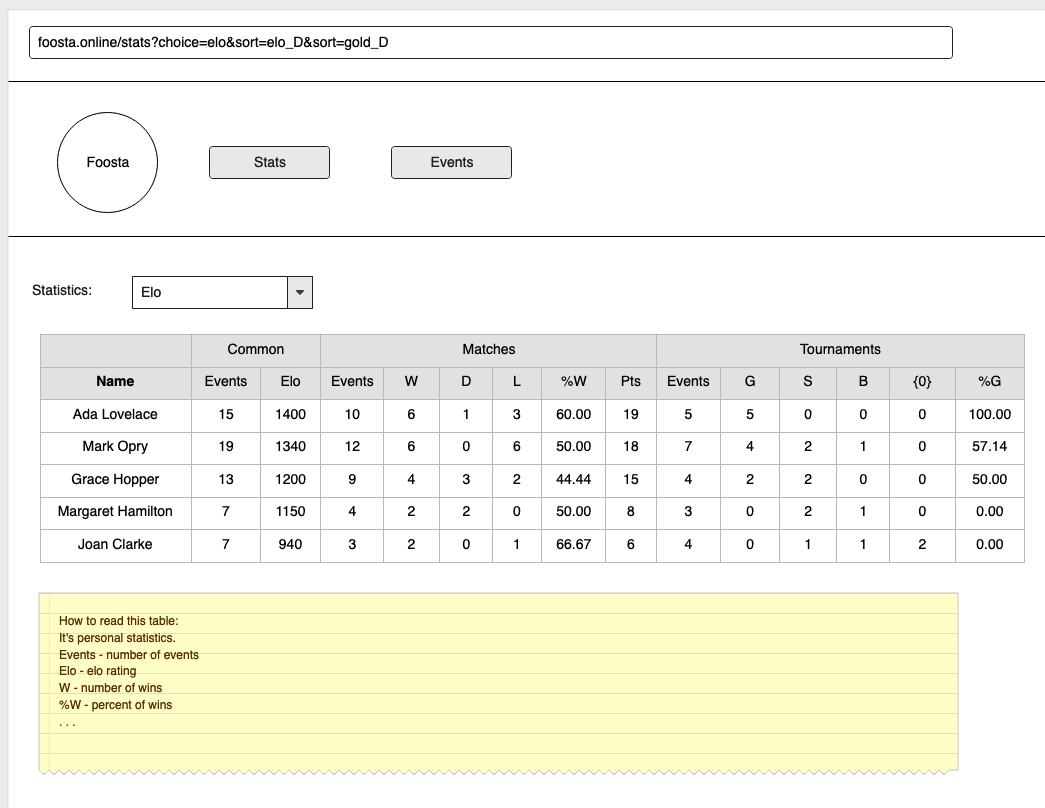 foosta.online/stats?choice=elo&sort=elo_D&sort=gold_D
Foosta Stats Events
Statistics: Elo
Common Matches Tournaments
Name Events Elo Events W D L %W Pts Events G S B {0} %G
Ada Lovelace 15 1400 10 6 1 3 60.00 19 5 5 0 0 0 100.00
Mark Opry 19 1340 12 6 0 6 50.00 18 7 4 2 1 0 57.14
Grace Hopper 13 1200 9 4 3 2 44.44 15 4 2 2 0 0 50.00
Margaret Hamilton 7 1150 4 2 2 0 50.00 8 3 0 2 1 0 0.00
Joan Clarke 7 940 3 2 0 1 66.67 6 4 0 1 1 2 0.00
How to read this table:
It's personal statistics.
Events - number of events
Elo - elo rating
W - number of wins
%W - percent of wins
. . .